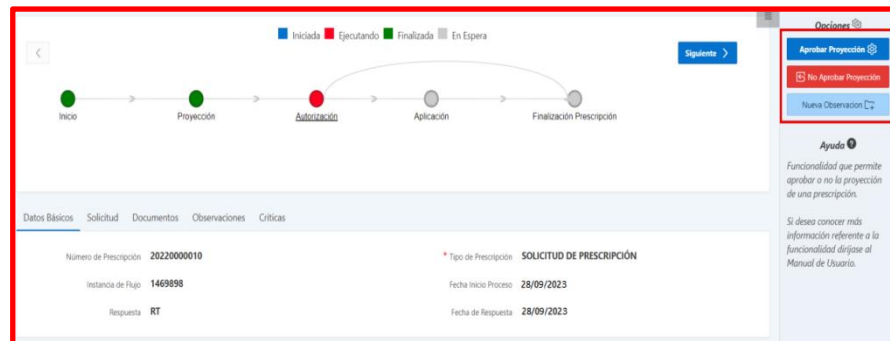 Iniciada Ejecutando Finalizada En Espera
Siguiente
Inicio Proyección Autorización Aplicación Finalización Prescripción
Datos Básicos Solicitud Documentos Observaciones Críticas
Número de Prescripción 20220000010 * Tipo de Prescripción SOLICITUD DE PRESCRIPCIÓN
Instancia de Flujo 1469898 Fecha Inicio Proceso 28/09/2023
Respuesta RT Fecha de Respuesta 28/09/2023
Opciones
Aprobar Proyección
No Aprobar Proyección
Nueva Observacion
Ayuda
Funcionalidad que permite
aprobar o no la proyección
de una prescripción.
Si desea conocer más
información referente a la
funcionalidad diríjase al
Manual de Usuario.